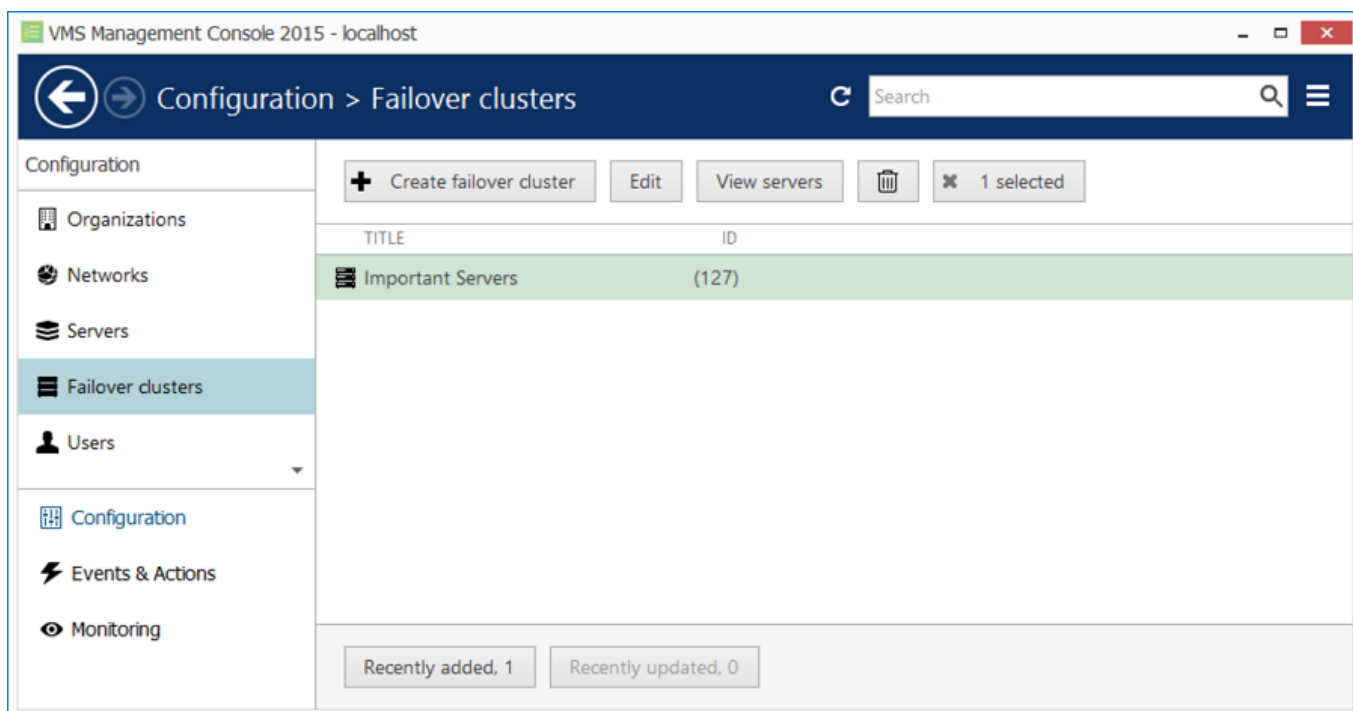 VMS Management Console 2015 - localhost
Configuration > Failover clusters
Search
Configuration
Organizations
Networks
Servers
Failover clusters
Users
Configuration
Events & Actions
Monitoring
Create failover cluster
Edit
View servers
1 selected
TITLE ID
Important Servers (127)
Recently added, 1
Recently updated, 0